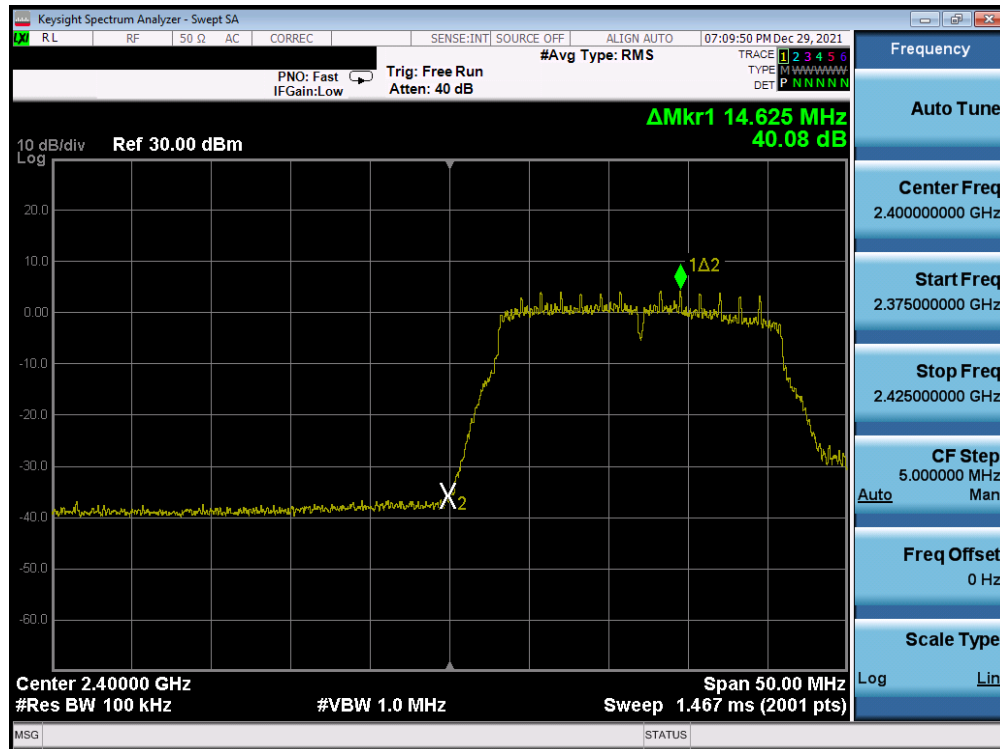 Keysight Spectrum Analyzer - Swept SA
LXI RL RF 50 Ω AC CORREC SENSE:INT SOURCE OFF ALIGN AUTO 07:09:50 PM Dec 29, 2021
PNO: Fast
IFGain:Low
Trig: Free Run
Atten: 40 dB
#Avg Type: RMS
TRACE 1 2 3 4 5 6
TYPE M W W W W W
DET P N N N N N
ΔMkr1 14.625 MHz
40.08 dB
10 dB/div
Log
Ref 30.00 dBm
20.0
10.0
0.00
-10.0
-20.0
-30.0
-40.0
-50.0
-60.0
1Δ2
X2
Center 2.40000 GHz
#Res BW 100 kHz
#VBW 1.0 MHz
Span 50.00 MHz
Sweep 1.467 ms (2001 pts)
MSG
STATUS
Frequency
Auto Tune
Center Freq
2.400000000 GHz
Start Freq
2.375000000 GHz
Stop Freq
2.425000000 GHz
CF Step
5.000000 MHz
Auto Man
Freq Offset
0 Hz
Scale Type
Log Lin